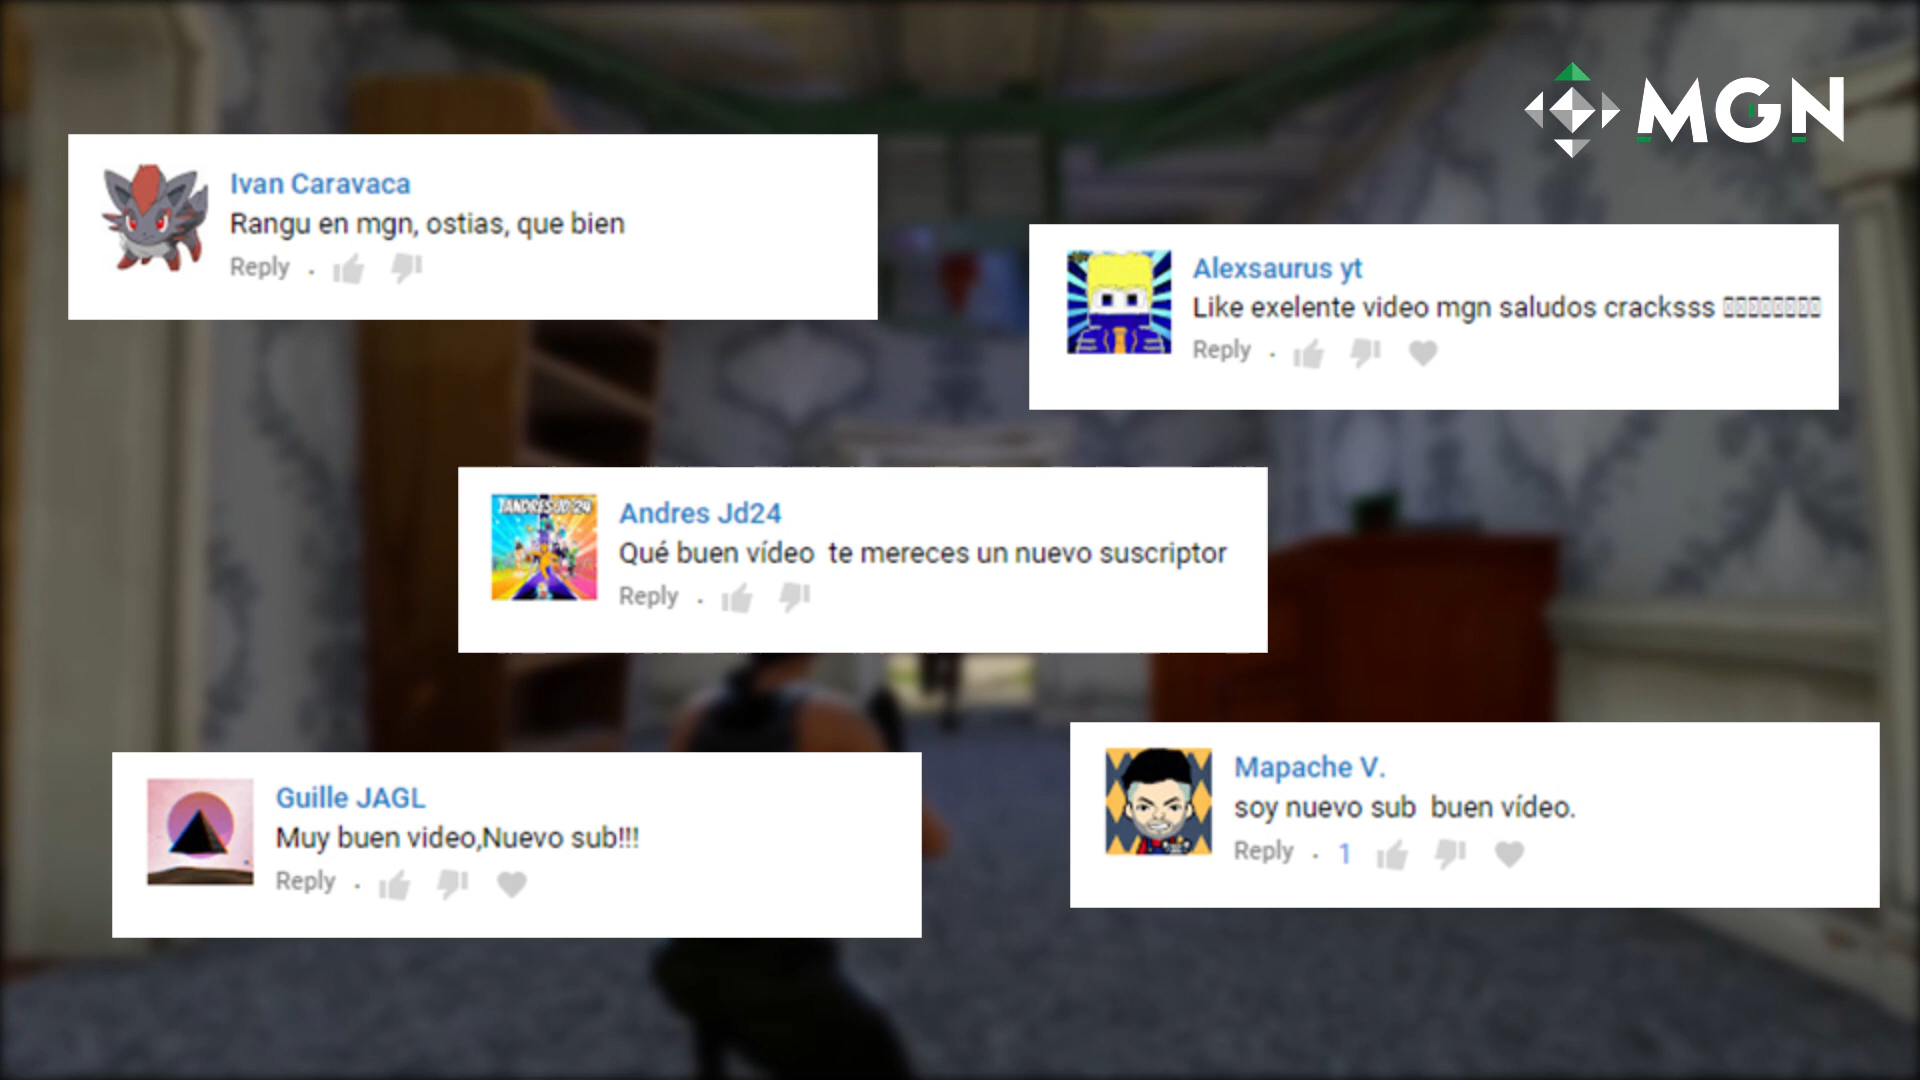 MGN
Ivan Caravaca
Rangu en mgn, ostias, que bien
Reply .
Alexsaurus yt
Like exelente video mgn saludos cracksss
Reply .
JANDRESJD 24
Andres Jd24
Qué buen vídeo  te mereces un nuevo suscriptor
Reply .
Guille JAGL
Muy buen video,Nuevo sub!!!
Reply .
Mapache V.
soy nuevo sub  buen vídeo.
Reply . 1